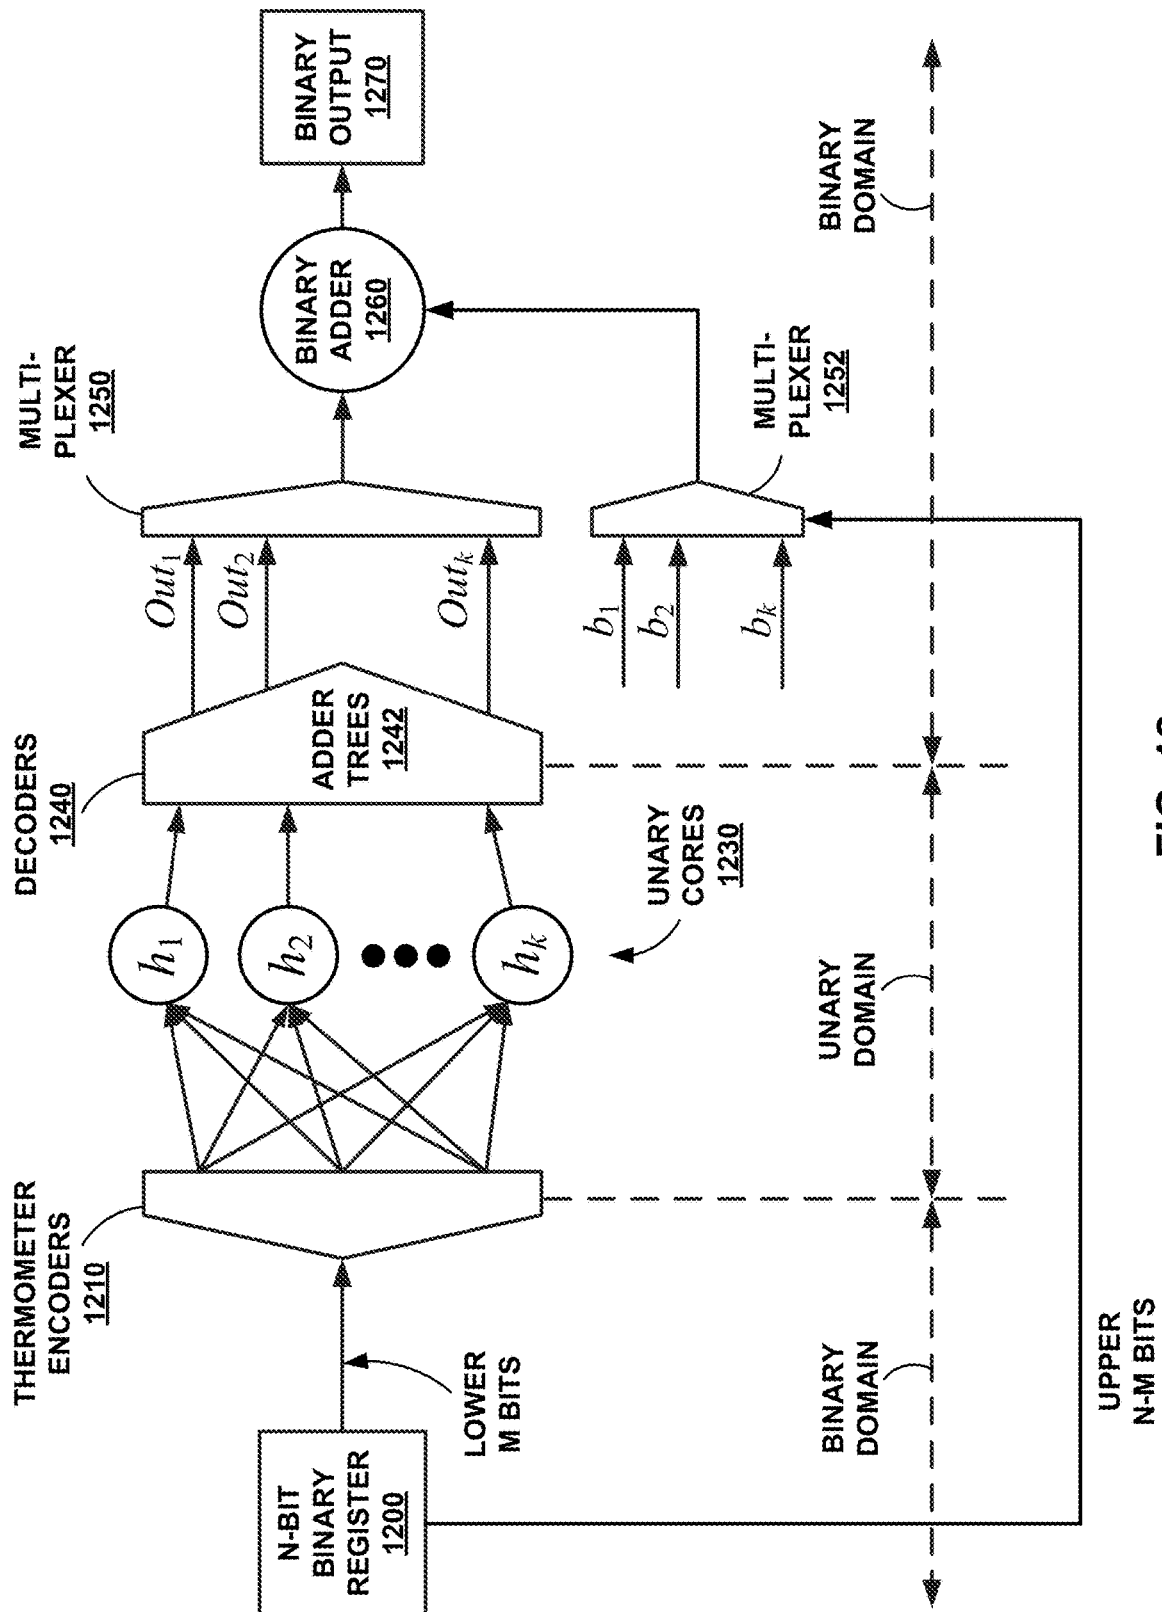 N-BIT
BINARY
REGISTER
1200
LOWER
M BITS
THERMOMETER
ENCODERS
1210
h1
h2
hk
UNARY
CORES
1230
DECODERS
1240
ADDER
TREES
1242
Out1
Out2
Outk
b1
b2
bk
MULTI-
PLEXER
1250
MULTI-
PLEXER
1252
BINARY
ADDER
1260
BINARY
OUTPUT
1270
BINARY
DOMAIN
UNARY
DOMAIN
BINARY
DOMAIN
UPPER
N-M BITS